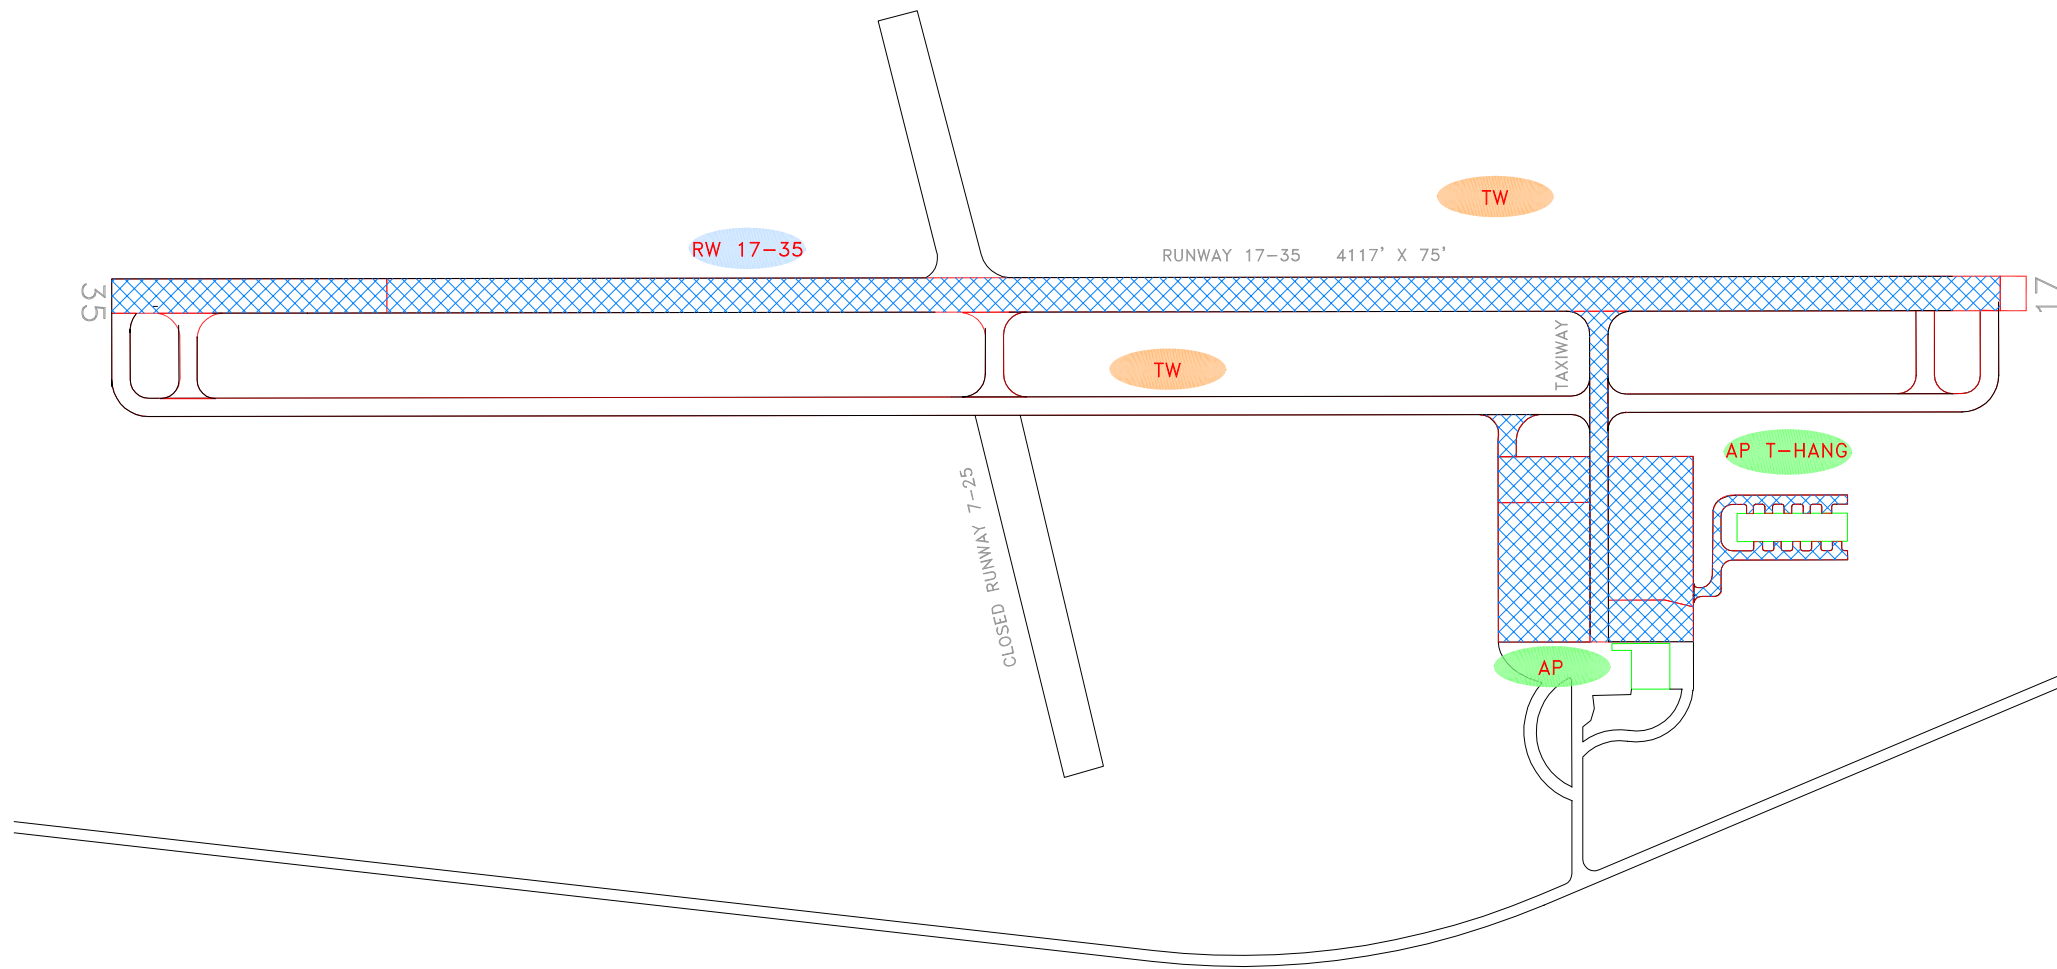 TW
RW 17-35
RUNWAY 17-35 4117' X 75'
35
17
TAXIWAY
TW
AP T-HANG
CLOSED RUNWAY 7-25
AP